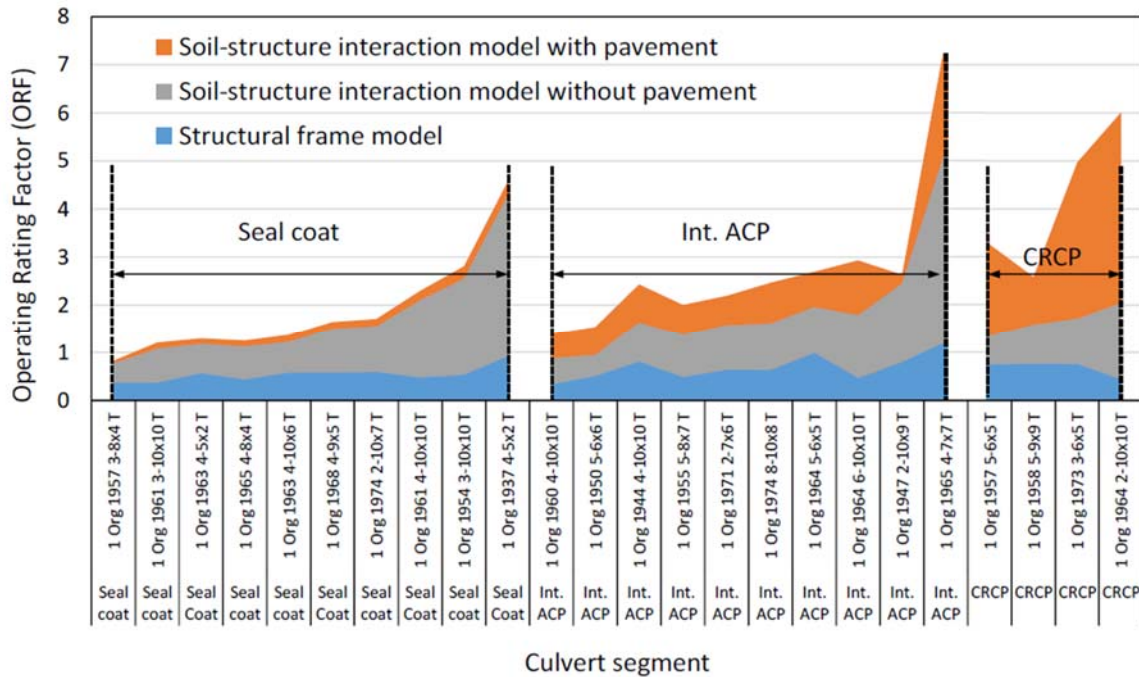 8
7
6
5
4
3
2
1
0
Operating Rating Factor (ORF)
Soil-structure interaction model with pavement
Soil-structure interaction model without pavement
Structural frame model
Seal coat
Int. ACP
CRCP
1 Org 1957 3-8x4 T
1 Org 1961 3-10x10 T
1 Org 1963 4-5x2 T
1 Org 1965 4-8x4 T
1 Org 1963 4-10x6 T
1 Org 1968 4-9x5 T
1 Org 1974 2-10x7 T
1 Org 1961 4-10x10 T
1 Org 1954 3-10x10 T
1 Org 1937 4-5x2 T
1 Org 1960 4-10x10 T
1 Org 1950 5-6x6 T
1 Org 1944 4-10x10 T
1 Org 1955 5-8x7 T
1 Org 1971 2-7x6 T
1 Org 1974 8-10x8 T
1 Org 1964 5-6x5 T
1 Org 1964 6-10x10 T
1 Org 1947 2-10x9 T
1 Org 1965 4-7x7 T
1 Org 1957 5-6x5 T
1 Org 1958 5-9x9 T
1 Org 1973 3-6x5 T
1 Org 1964 2-10x10 T
Seal Seal Seal Seal Seal Seal Seal Seal Seal Seal Int. Int. Int. Int. Int. Int. Int. Int. Int. Int. CRCP CRCP CRCP CRCP
coat coat Coat coat Coat Coat Coat coat coat Coat ACP ACP ACP ACP ACP ACP ACP ACP ACP ACP
Culvert segment